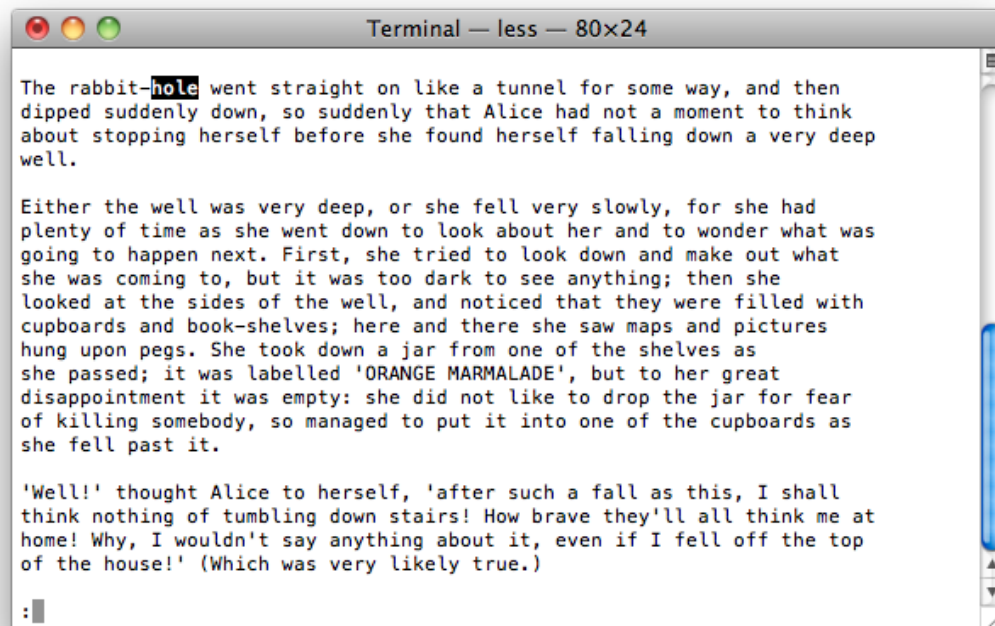 Terminal — less — 80×24
The rabbit-hole went straight on like a tunnel for some way, and then
dipped suddenly down, so suddenly that Alice had not a moment to think
about stopping herself before she found herself falling down a very deep
well.
Either the well was very deep, or she fell very slowly, for she had
plenty of time as she went down to look about her and to wonder what was
going to happen next. First, she tried to look down and make out what
she was coming to, but it was too dark to see anything; then she
looked at the sides of the well, and noticed that they were filled with
cupboards and book-shelves; here and there she saw maps and pictures
hung upon pegs. She took down a jar from one of the shelves as
she passed; it was labelled 'ORANGE MARMALADE', but to her great
disappointment it was empty: she did not like to drop the jar for fear
of killing somebody, so managed to put it into one of the cupboards as
she fell past it.
'Well!' thought Alice to herself, 'after such a fall as this, I shall
think nothing of tumbling down stairs! How brave they'll all think me at
home! Why, I wouldn't say anything about it, even if I fell off the top
of the house!' (Which was very likely true.)
: